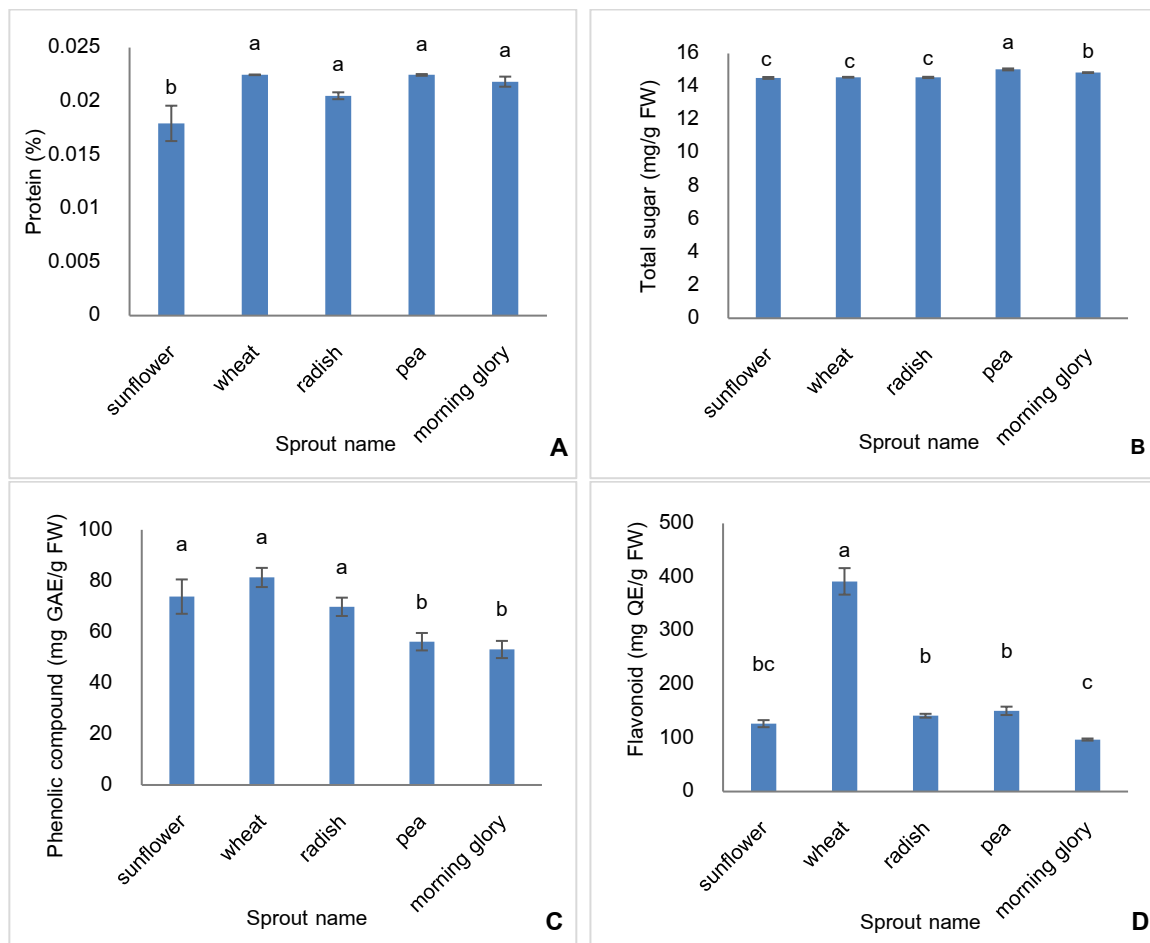 0.025
0.02
0.015
0.01
0.005
0
Protein (%)
b
a
a
a
a
sunflower
wheat
radish
pea
morning glory
Sprout name
A
16
14
12
10
8
6
4
2
0
Total sugar (mg/g FW)
c
c
c
a
b
sunflower
wheat
radish
pea
morning glory
Sprout name
B
100
80
60
40
20
0
Phenolic compound (mg GAE/g FW)
a
a
a
b
b
sunflower
wheat
radish
pea
morning glory
Sprout name
C
500
400
300
200
100
0
Flavonoid (mg QE/g FW)
bc
a
b
b
c
sunflower
wheat
radish
pea
morning glory
Sprout name
D